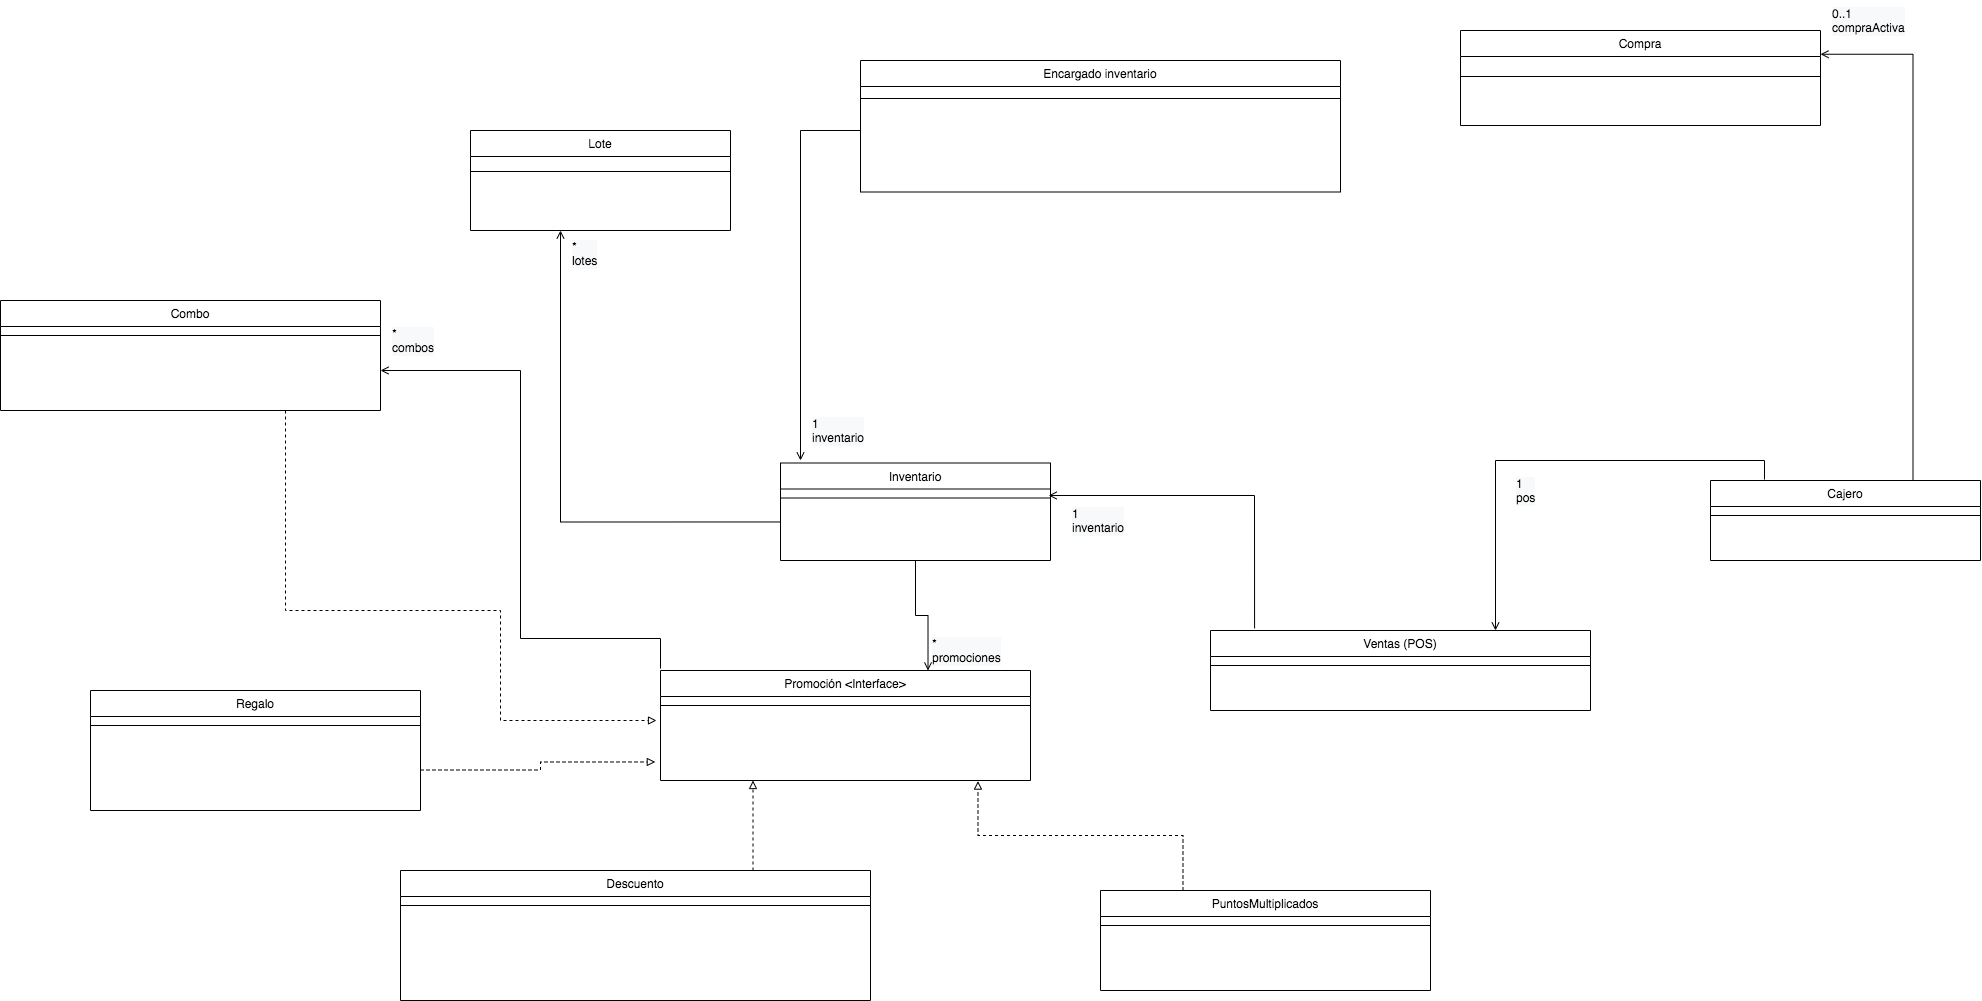 0..1
compraActiva
Compra
Encargado inventario
Lote
*
lotes
Combo
*
combos
1
inventario
Inventario
1
inventario
1
pos
Cajero
*
promociones
Ventas (POS)
Promoción <Interface>
Regalo
Descuento
PuntosMultiplicados